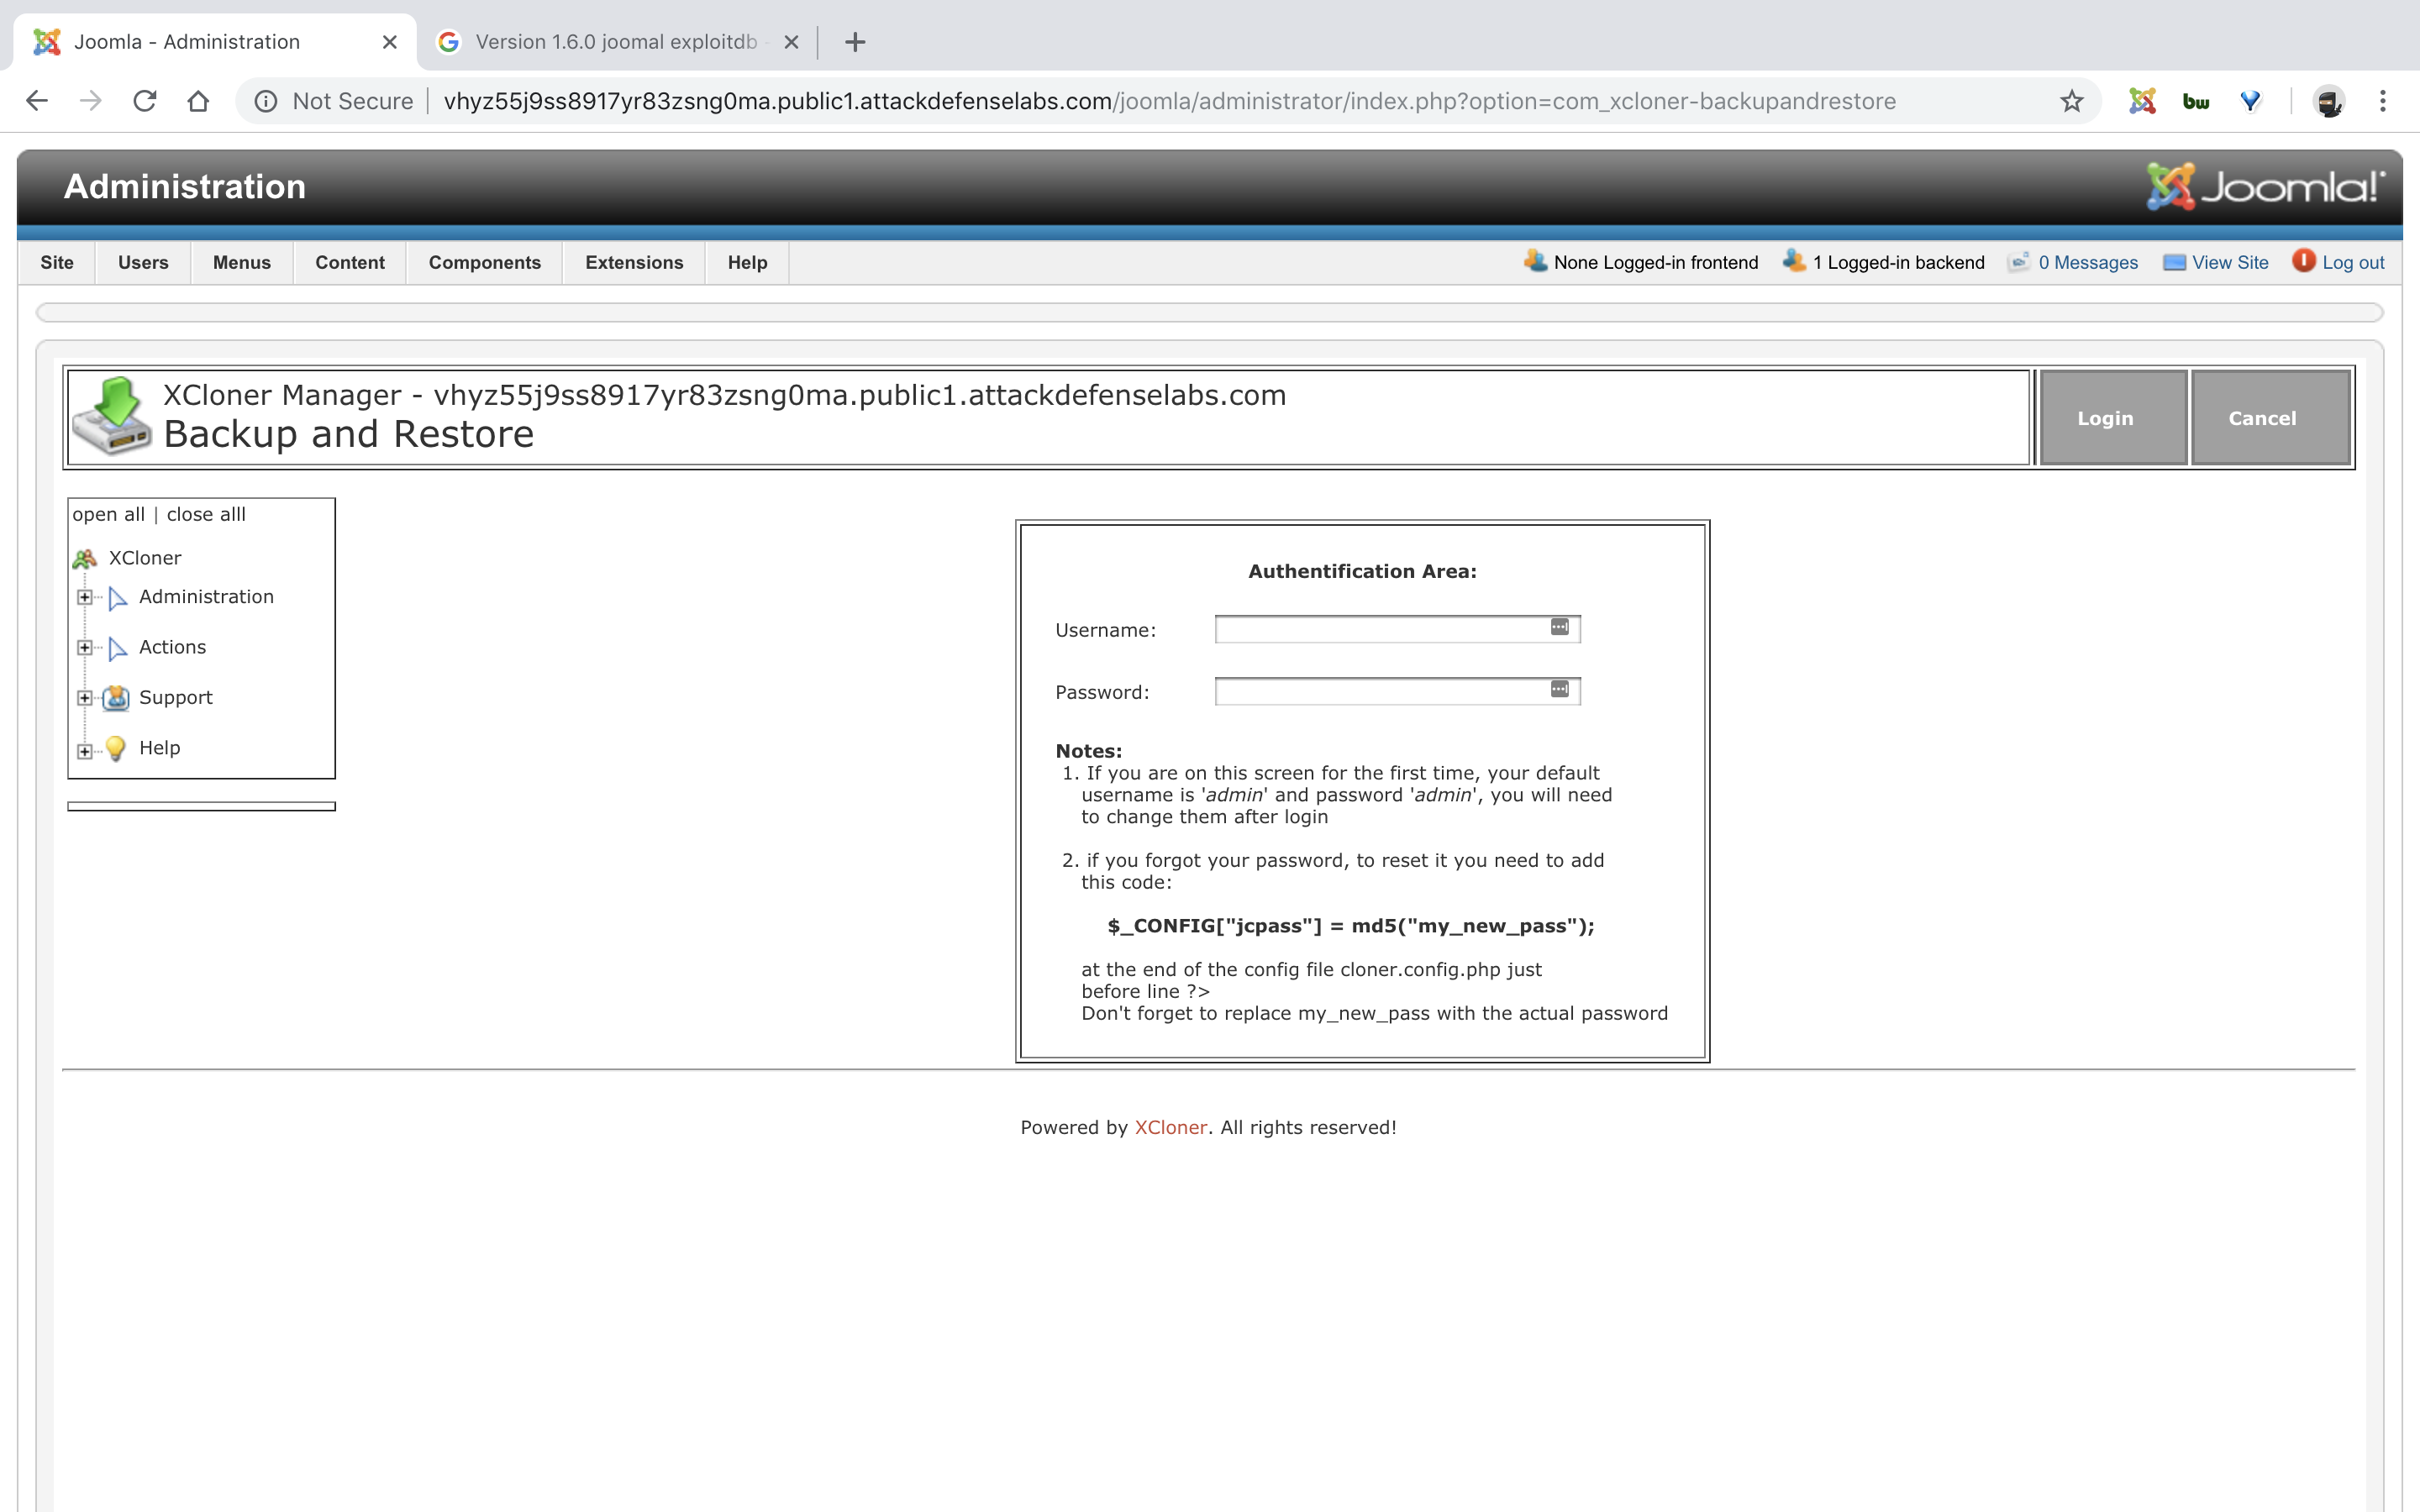 Joomla - Administration
Version 1.6.0 joomal exploitdb -
Not Secure
vhyz55j9ss8917yr83zsng0ma.public1.attackdefenselabs.com/joomla/administrator/index.php?option=com_xcloner-backupandrestore
bw
Administration
Joomla!
Site
Users
Menus
Content
Components
Extensions
Help
None Logged-in frontend
1 Logged-in backend
0 Messages
View Site
Log out
XCloner Manager - vhyz55j9ss8917yr83zsng0ma.public1.attackdefenselabs.com
Backup and Restore
Login
Cancel
open all | close alll
XCloner
Administration
Actions
Support
Help
Authentification Area:
Username:
Password:
Notes:
1. If you are on this screen for the first time, your default
username is 'admin' and password 'admin', you will need
to change them after login
2. if you forgot your password, to reset it you need to add
this code:
$_CONFIG["jcpass"] = md5("my_new_pass");
at the end of the config file cloner.config.php just
before line ?>
Don't forget to replace my_new_pass with the actual password
Powered by XCloner. All rights reserved!